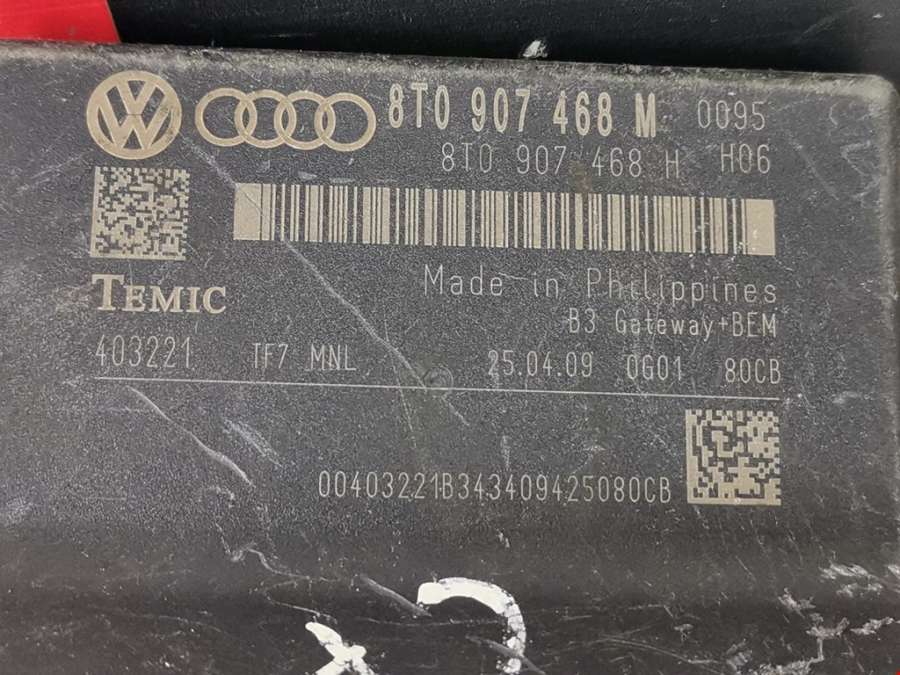 8T0 907 468 M 0095
8T0 907 468 H H06
TEMIC
Made in Philippines
B3 Gateway+BEM
403221 TF7 MNL 25.04.09 0G01 80CB
00403221B343409425080CB